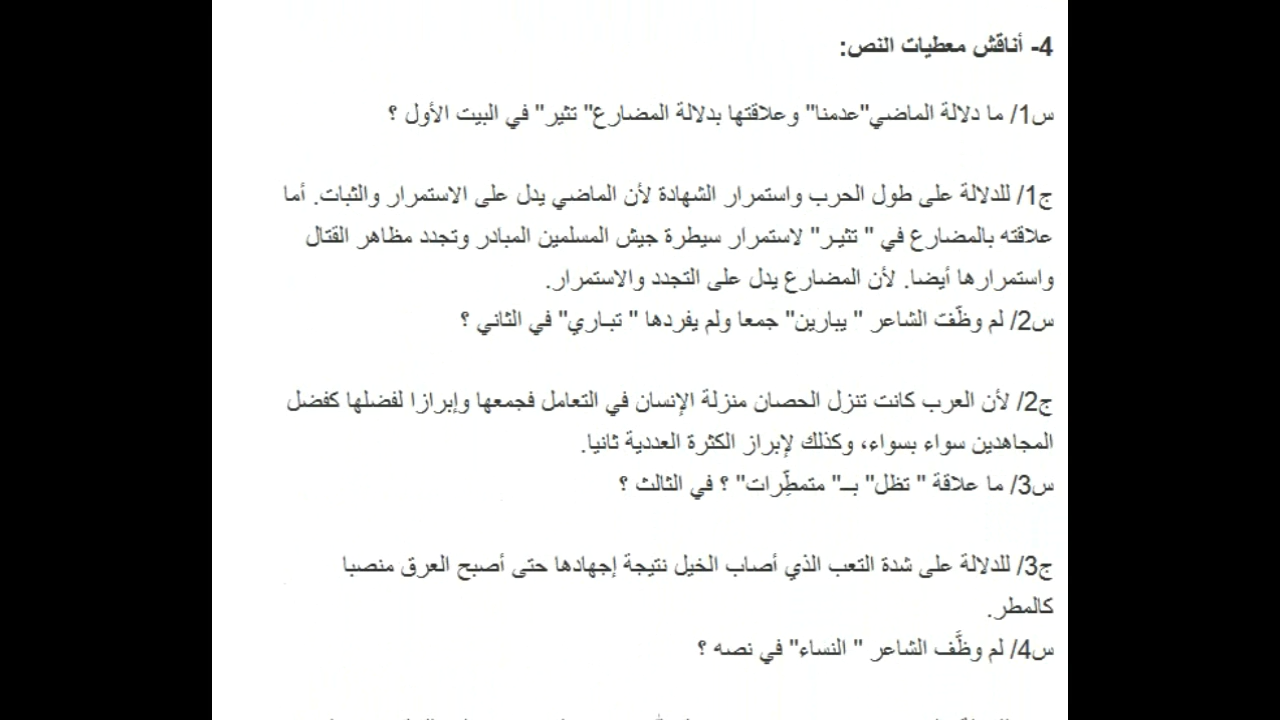 4- أناقش معطيات النص:
س1/ ما دلالة الماضي"عدمنا" وعلاقتها بدلالة المضارع" تثير" في البيت الأول ؟
ج1/ للدلالة على طول الحرب واستمرار الشهادة لأن الماضي يدل على الاستمرار والثبات. أما
علاقته بالمضارع في " تثيـر" لاستمرار سيطرة جيش المسلمين المبادر وتجدد مظاهر القتال
واستمرارها أيضا. لأن المضارع يدل على التجدد والاستمرار.
س2/ لم وظّفت الشاعر " يبارين" جمعا ولم يفردها " تبـاري" في الثاني ؟
ج2/ لأن العرب كانت تنزل الحصان منزلة الإنسان في التعامل فجمعها وإبرازا لفضلها كفضل
المجاهدين سواء بسواء، وكذلك لإبراز الكثرة العددية ثانيا.
س3/ ما علاقة " تظل" بــ" متمطِّرات" ؟ في الثالث ؟
ج3/ للدلالة على شدة التعب الذي أصاب الخيل نتيجة إجهادها حتى أصبح العرق منصبا
كالمطر.
س4/ لم وظَّف الشاعر " النساء" في نصه ؟